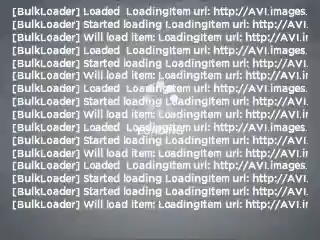 [BulkLoader] Loaded LoadingItem url: http://AVI.images.
[BulkLoader] Started loading LoadingItem url: http://AVI.
[BulkLoader] Will load item: LoadingItem url: http://AVI.i
[BulkLoader] Loaded LoadingItem url: http://AVI.images.
[BulkLoader] Started loading LoadingItem url: http://AVI.
[BulkLoader] Will load item: LoadingItem url: http://AVI.i
[BulkLoader] Loaded LoadingItem url: http://AVI.images.
[BulkLoader] Started loading LoadingItem url: http://AVI.
[BulkLoader] Will load item: LoadingItem url: http://AVI.i
[BulkLoader] Loaded LoadingItem url: http://AVI.images.
[BulkLoader] Started loading LoadingItem url: http://AVI.
[BulkLoader] Will load item: LoadingItem url: http://AVI.i
[BulkLoader] Loaded LoadingItem url: http://AVI.images.
[BulkLoader] Started loading LoadingItem url: http://AVI.
[BulkLoader] Started loading LoadingItem url: http://AVI.
[BulkLoader] Will load item: LoadingItem url: http://AVI.i